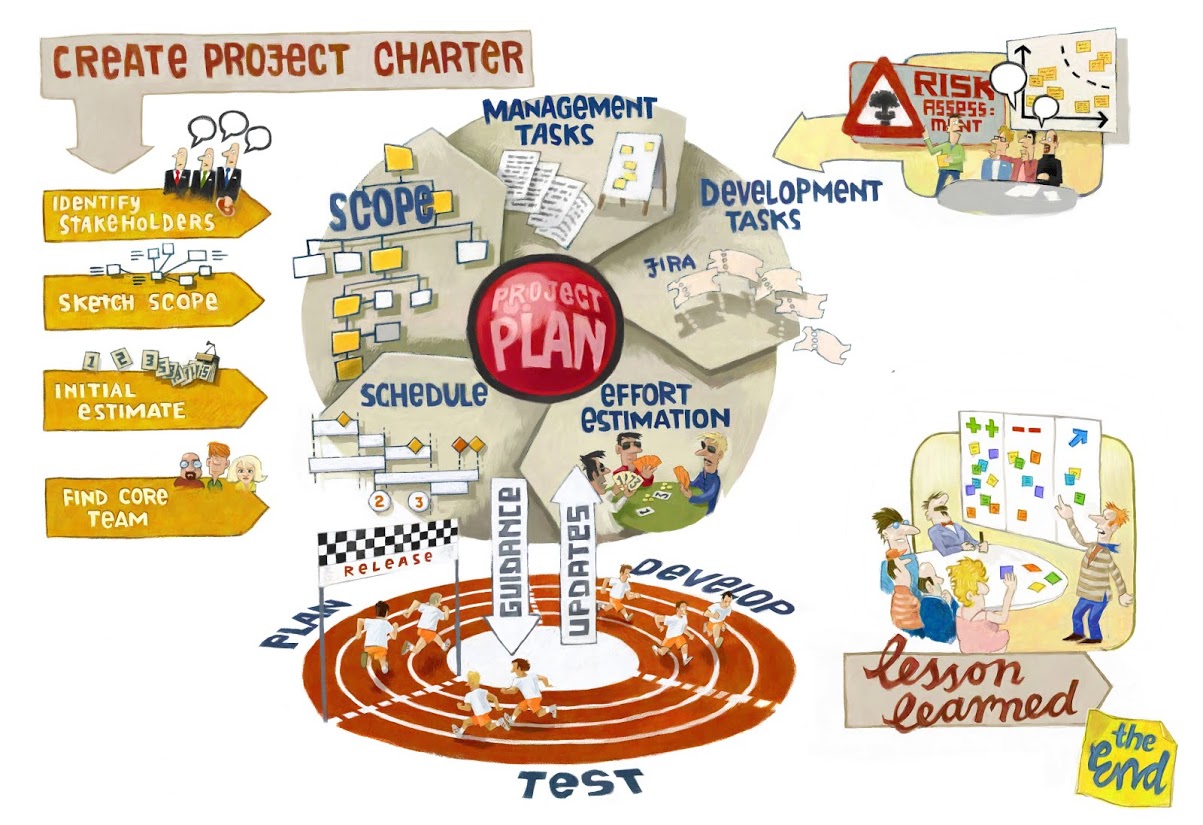 CREATE PROJECT CHARTER
IDENTIFY
STAKEHOLDERS
SKETCH SCOPE
1 2 3
INITIAL
ESTIMATE
FIND CORE
TEAM
MANAGEMENT
TASKS
SCOPE
DEVELOPMENT
TASKS
JIRA
PROJECT
PLAN
SCHEDULE
2 3
EFFORT
ESTIMATION
GUIDANCE
UPDATES
RELEASE
PLAN
DEVELOP
TEST
RISK
ASSESS-
MENT
++ -- 
lesson
learned
the
end